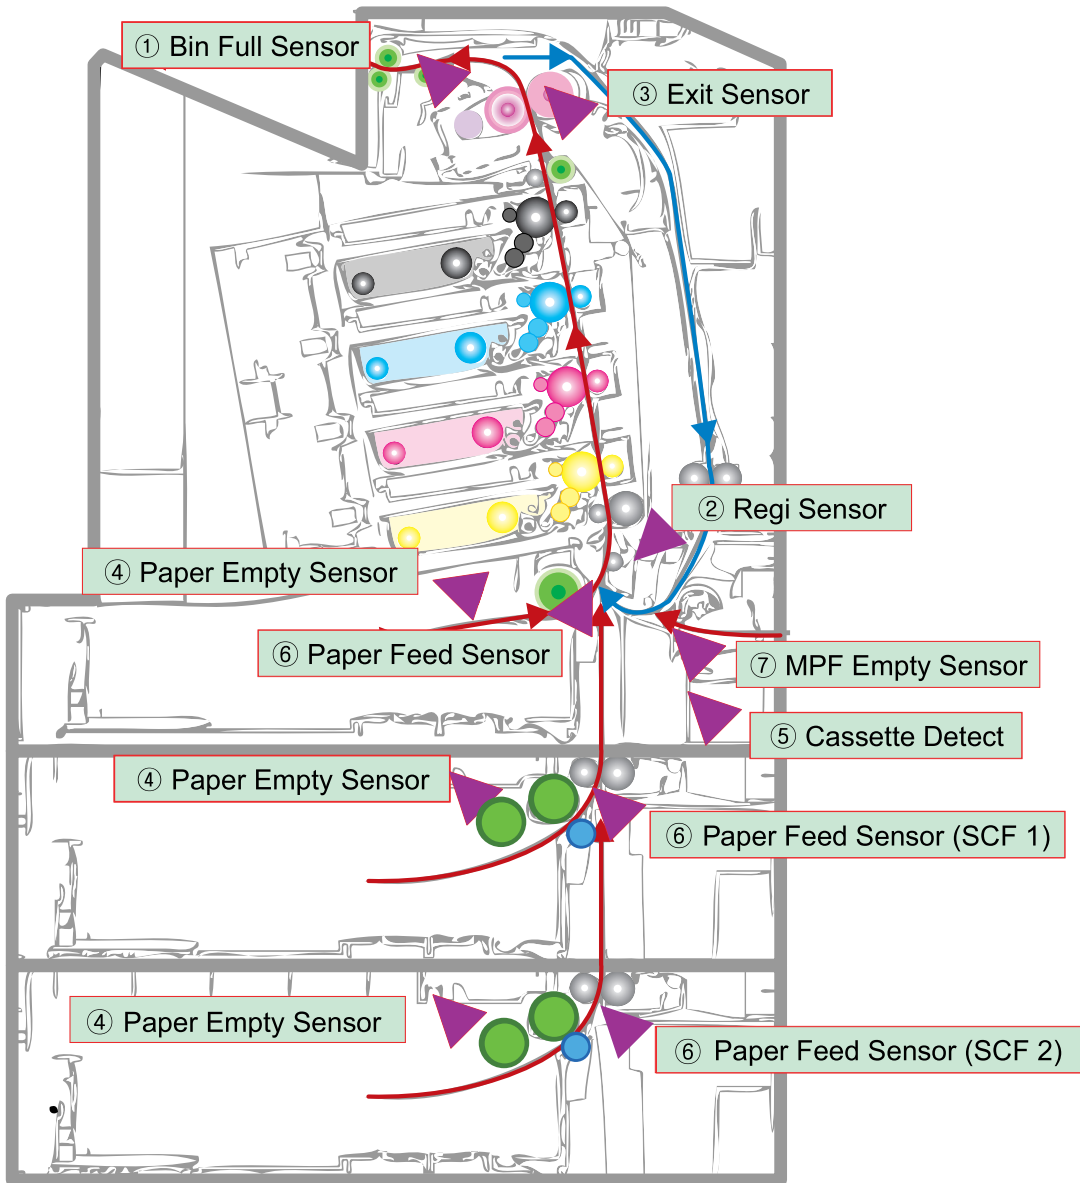 ① Bin Full Sensor
③ Exit Sensor
② Regi Sensor
④ Paper Empty Sensor
⑥ Paper Feed Sensor
⑦ MPF Empty Sensor
⑤ Cassette Detect
④ Paper Empty Sensor
⑥ Paper Feed Sensor (SCF 1)
④ Paper Empty Sensor
⑥ Paper Feed Sensor (SCF 2)